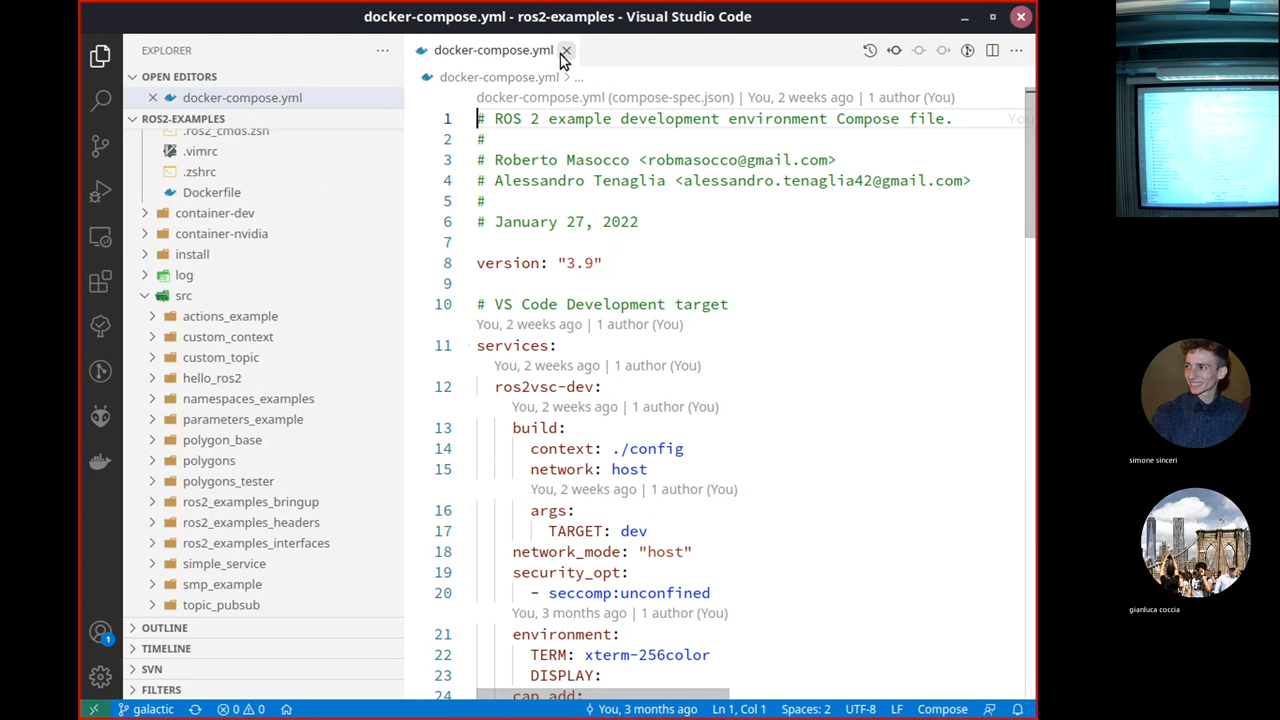 docker-compose.yml - ros2-examples - Visual Studio Code
EXPLORER
docker-compose.yml
OPEN EDITORS
docker-compose.yml
ROS2-EXAMPLES
.ros2_cmds.zsh
.vimrc
.zshrc
Dockerfile
container-dev
container-nvidia
install
log
src
actions_example
custom_context
custom_topic
hello_ros2
namespaces_examples
parameters_example
polygon_base
polygons
polygons_tester
ros2_examples_bringup
ros2_examples_headers
ros2_examples_interfaces
simple_service
smp_example
topic_pubsub
OUTLINE
TIMELINE
SVN
FILTERS
docker-compose.yml > ...
docker-compose.yml (compose-spec.json) | You, 2 weeks ago | 1 author (You)
1 # ROS 2 example development environment Compose file. You
2 #
3 # Roberto Masocco <robmasocco@gmail.com>
4 # Alessandro Tenaglia <alessandro.tenaglia42@gmail.com>
5 #
6 # January 27, 2022
7
8 version: "3.9"
9
10 # VS Code Development target
You, 2 weeks ago | 1 author (You)
11 services:
You, 2 weeks ago | 1 author (You)
12 ros2vsc-dev:
You, 2 weeks ago | 1 author (You)
13 build:
14 context: ./config
15 network: host
You, 2 weeks ago | 1 author (You)
16 args:
17 TARGET: dev
18 network_mode: "host"
19 security_opt:
20 - seccomp:unconfined
You, 3 months ago | 1 author (You)
21 environment:
22 TERM: xterm-256color
23 DISPLAY:
24 cap_add:
1
galactic
0 0
You, 3 months ago
Ln 1, Col 1
Spaces: 2
UTF-8
LF
Compose
simone sinceri
gianluca coccia